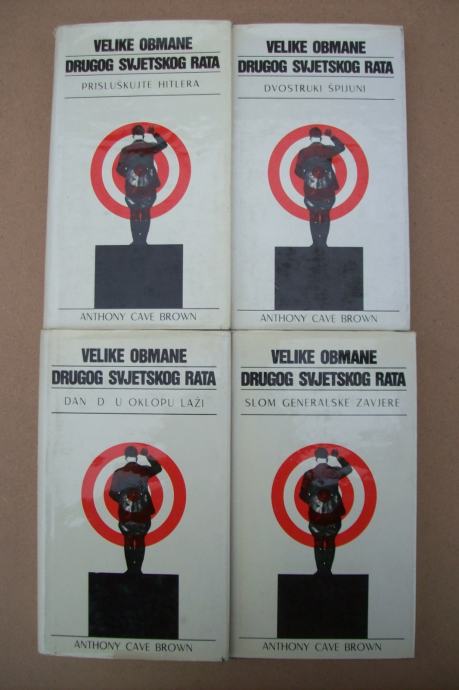 VELIKE OBMANE
DRUGOG SVJETSKOG RATA
PRISLUŠKUJTE HITLERA
ANTHONY CAVE BROWN
VELIKE OBMANE
DRUGOG SVJETSKOG RATA
DVOSTRUKI ŠPIJUNI
ANTHONY CAVE BROWN
VELIKE OBMANE
DRUGOG SVJETSKOG RATA
DAN D U OKLOPU LAŽI
ANTHONY CAVE BROWN
VELIKE OBMANE
DRUGOG SVJETSKOG RATA
SLOM GENERALSKE ZAVJERE
ANTHONY CAVE BROWN